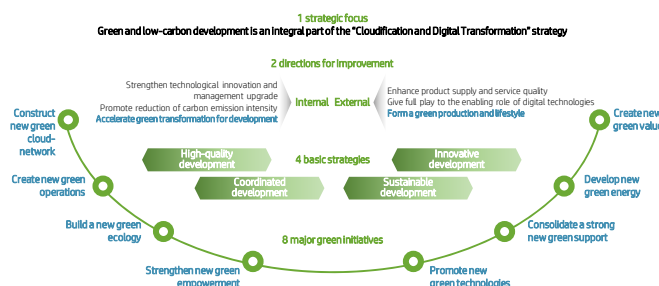 1 strategic focus
Green and low-carbon development is an integral part of the “Cloudification and Digital Transformation” strategy
2 directions for improvement
Strengthen technological innovation and
management upgrade
Promote reduction of carbon emission intensity
Accelerate green transformation for development
Internal External
Enhance product supply and service quality
Give full play to the enabling role of digital technologies
Form a green production and lifestyle
4 basic strategies
High-quality
development
Innovative
development
Coordinated
development
Sustainable
development
8 major green initiatives
Construct
new green
cloud-
network
Create new green
operations
Build a new green
ecology
Strengthen new green
empowerment
Promote new
green technologies
Consolidate a strong
new green support
Develop new
green energy
Create new
green value